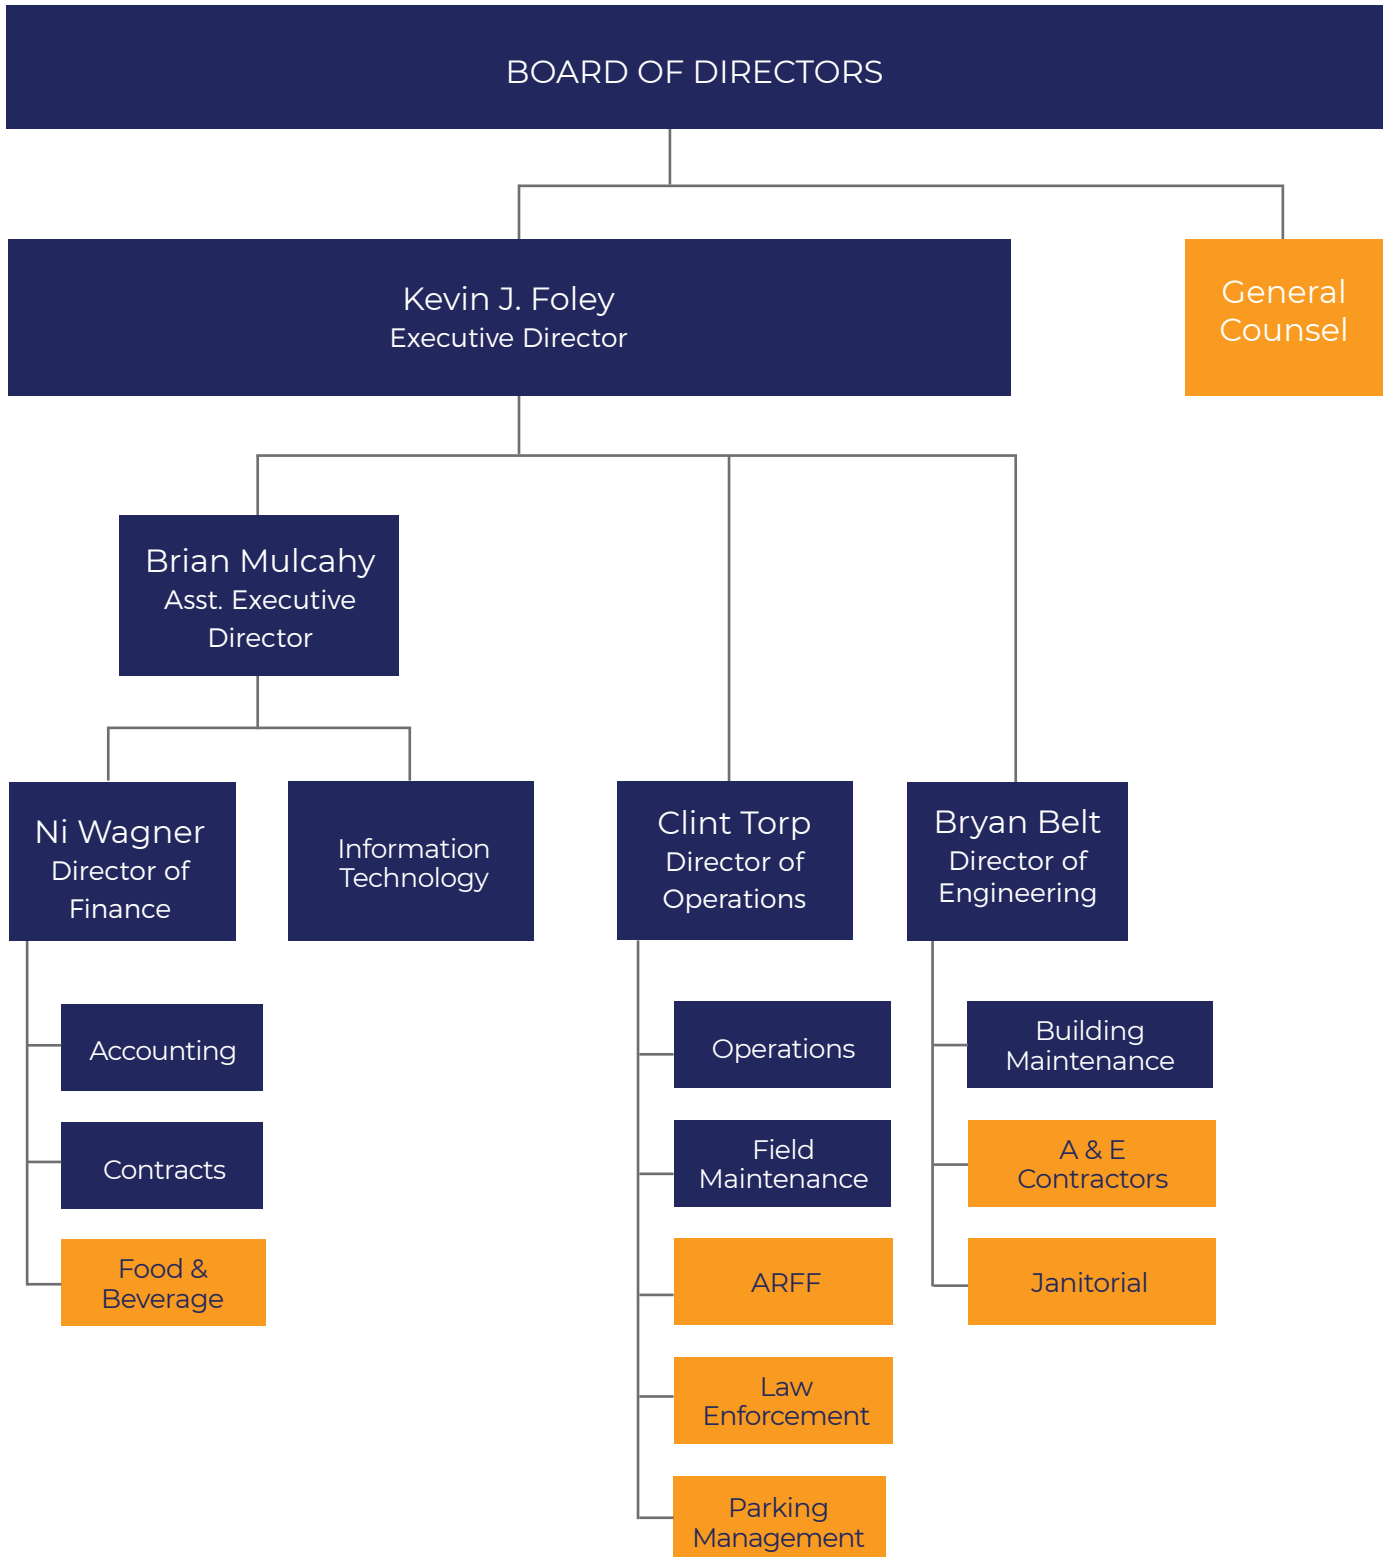 BOARD OF DIRECTORS
Kevin J. Foley
Executive Director
General
Counsel
Brian Mulcahy
Asst. Executive
Director
Ni Wagner
Director of
Finance
Information
Technology
Clint Torp
Director of
Operations
Bryan Belt
Director of
Engineering
Accounting
Contracts
Food &
Beverage
Operations
Field
Maintenance
ARFF
Law
Enforcement
Parking
Management
Building
Maintenance
A & E
Contractors
Janitorial